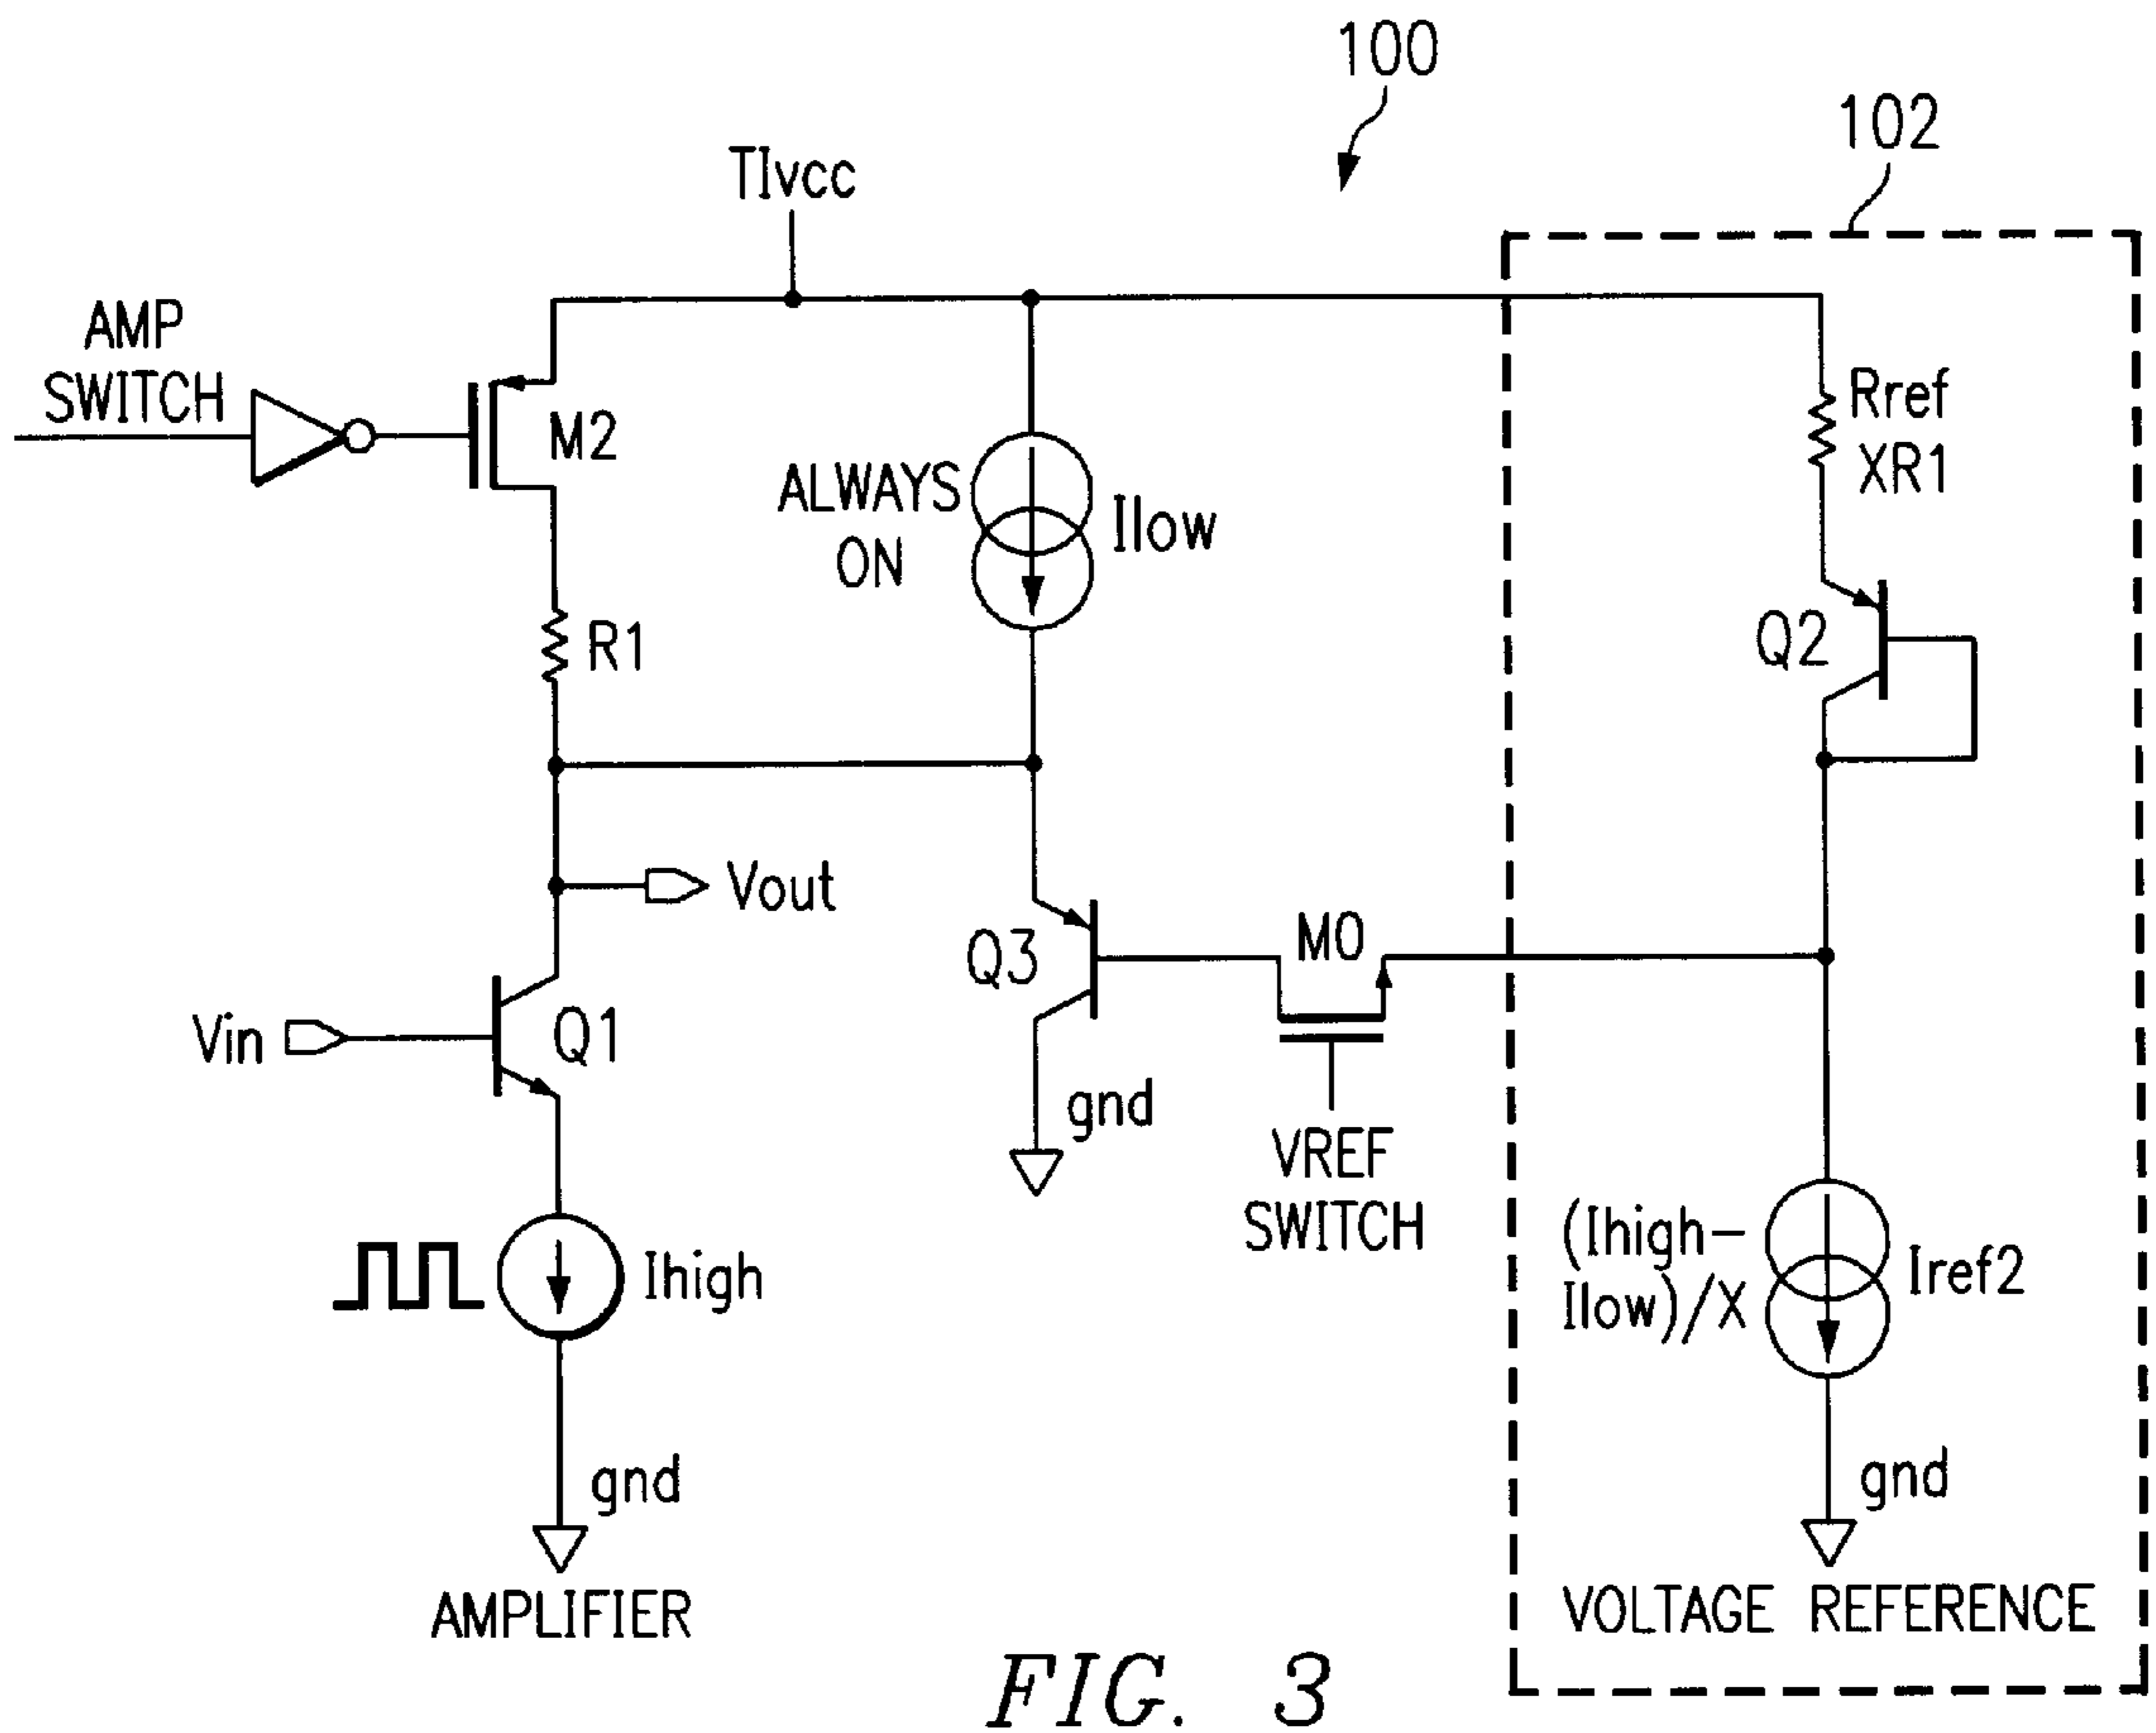 100
102
TIvcc
AMP
SWITCH
M2
ALWAYS
ON
Ilow
Rref
XR1
R1
Q2
Vout
Q3
M0
Vin
Q1
gnd
VREF
SWITCH
Ihigh
(Ihigh-
Ilow)/X
Iref2
gnd
gnd
AMPLIFIER
VOLTAGE REFERENCE
FIG. 3